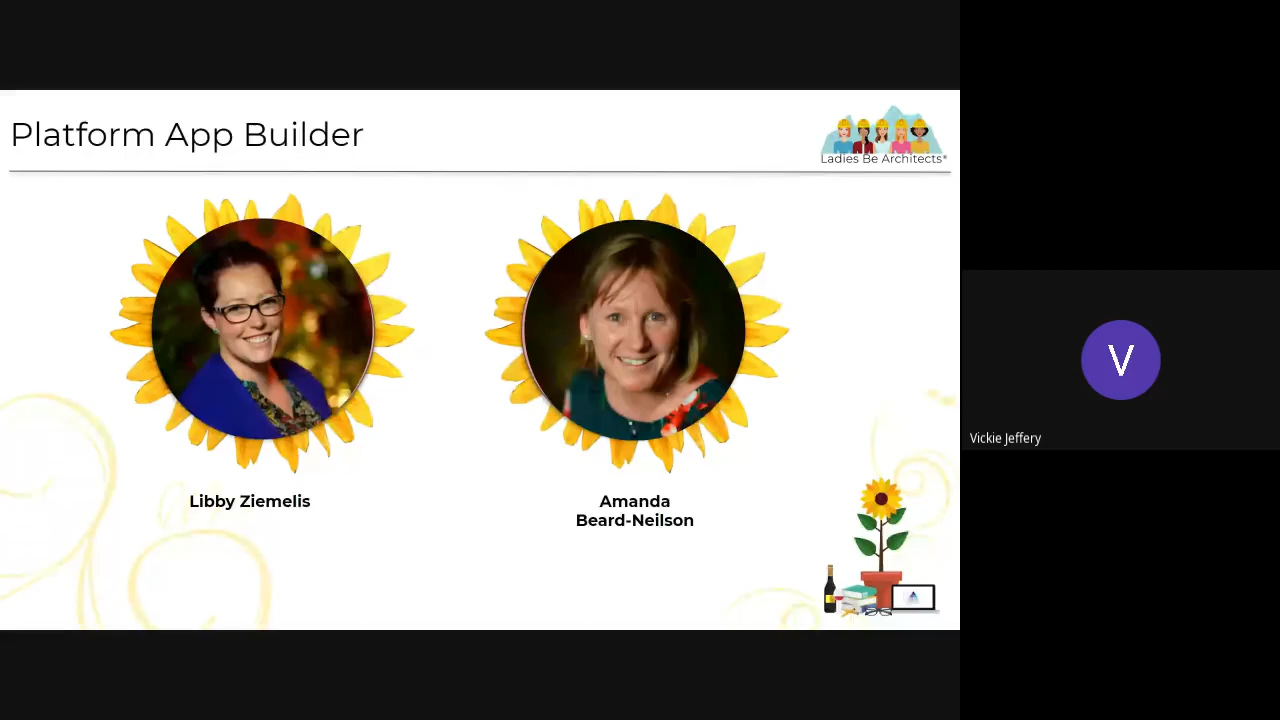 Platform App Builder
Ladies Be Architects*
Libby Ziemelis
Amanda
Beard-Neilson
V
Vickie Jeffery